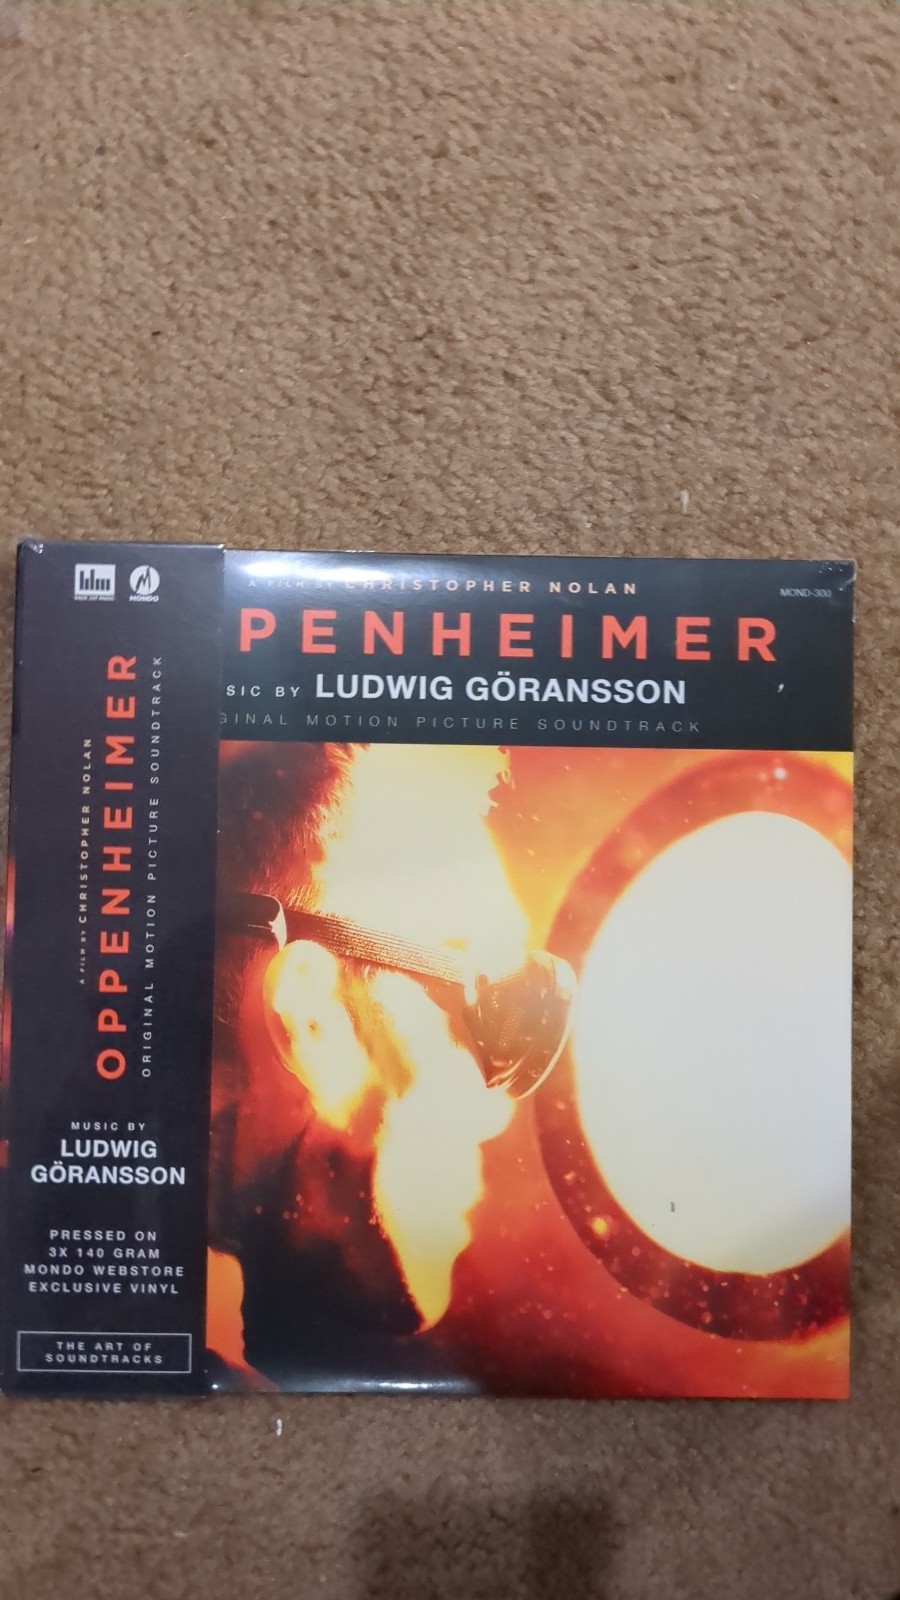 MONDO
A FILM BY CHRISTOPHER NOLAN
OPPENHEIMER
ORIGINAL MOTION PICTURE SOUNDTRACK
MUSIC BY
LUDWIG
GÖRANSSON
PRESSED ON
3X 140 GRAM
MONDO WEBSTORE
EXCLUSIVE VINYL
THE ART OF
SOUNDTRACKS
A FILM BY CHRISTOPHER NOLAN
MOND-300
PENHEIMER
SIC BY LUDWIG GÖRANSSON
GINAL MOTION PICTURE SOUNDTRACK